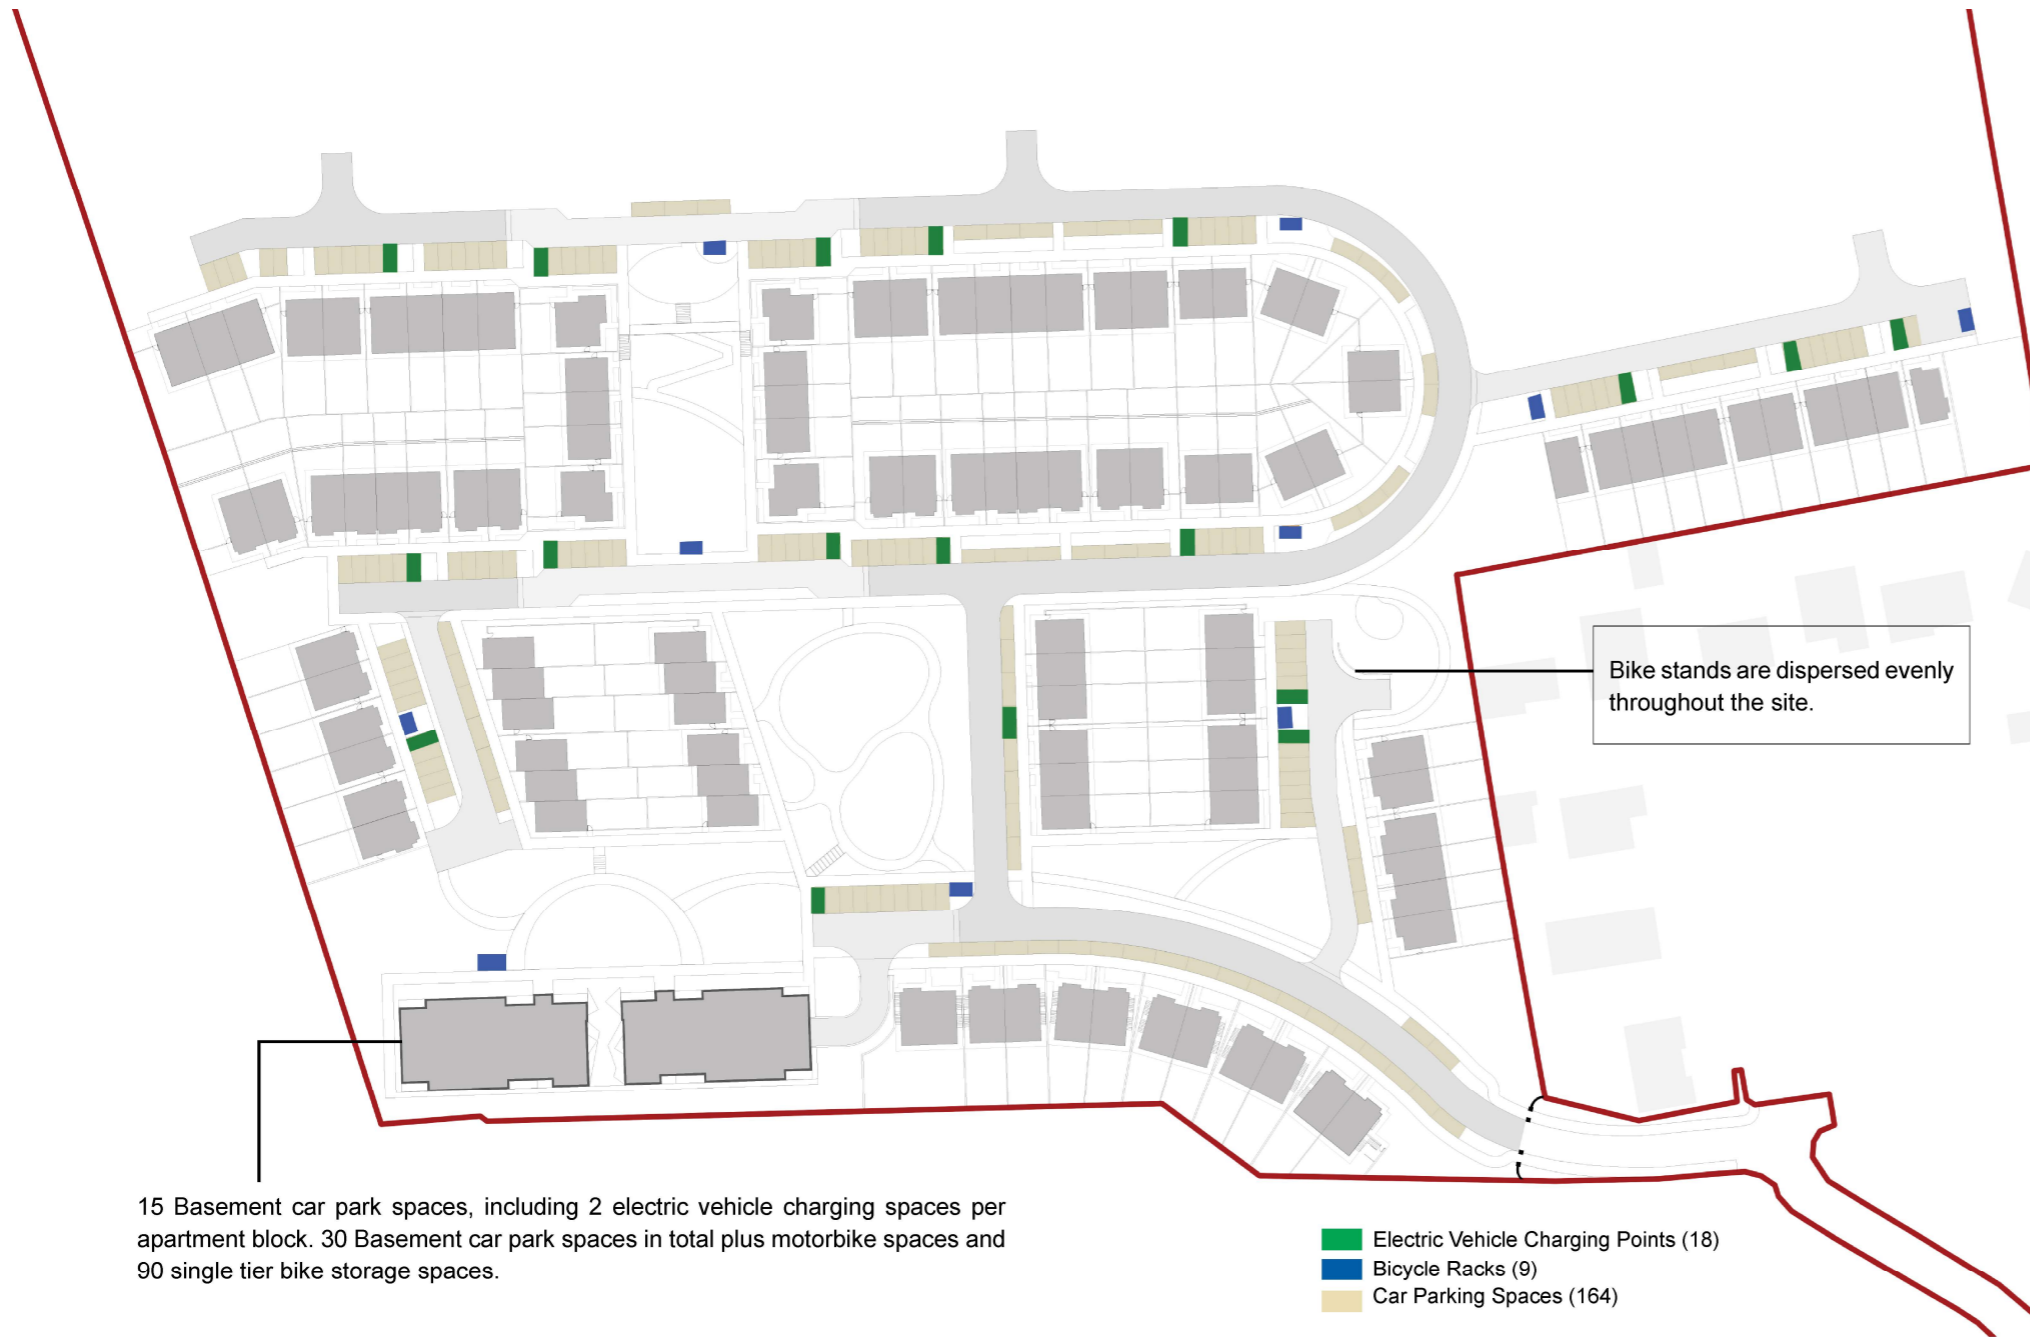 Bike stands are dispersed evenly
throughout the site.
15 Basement car park spaces, including 2 electric vehicle charging spaces per
apartment block. 30 Basement car park spaces in total plus motorbike spaces and
90 single tier bike storage spaces.
Electric Vehicle Charging Points (18)
Bicycle Racks (9)
Car Parking Spaces (164)